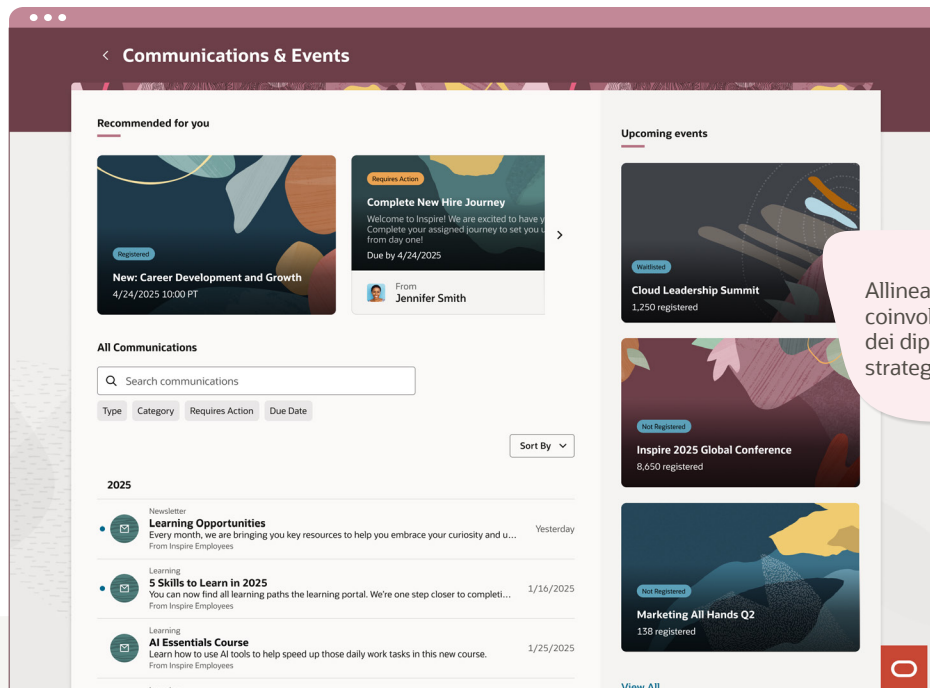 Communications & Events
Recommended for you
Registered
New: Career Development and Growth
4/24/2025 10:00 PT
Requires Action
Complete New Hire Journey
Welcome to Inspire! We are excited to have
Complete your assigned journey to set you
from day one!
Due by 4/24/2025
From
Jennifer Smith
All Communications
Search communications
Type Category Requires Action Due Date
Sort By
2025
Newsletter
Learning Opportunities
Every month, we are bringing you key resources to help you embrace your curiosity and u...
From Inspire Employees
Yesterday
Learning
5 Skills to Learn in 2025
You can now find all learning paths the learning portal. We're one step closer to completi...
From Inspire Employees
1/16/2025
Learning
AI Essentials Course
Learn how to use AI tools to help speed up those daily work tasks in this new course.
From Inspire Employees
1/25/2025
Upcoming events
Waitlisted
Cloud Leadership Summit
1,250 registered
Not Registered
Inspire 2025 Global Conference
8,650 registered
Not Registered
Marketing All Hands Q2
138 registered
View All
Allinea
coinvol
dei dip
strateg